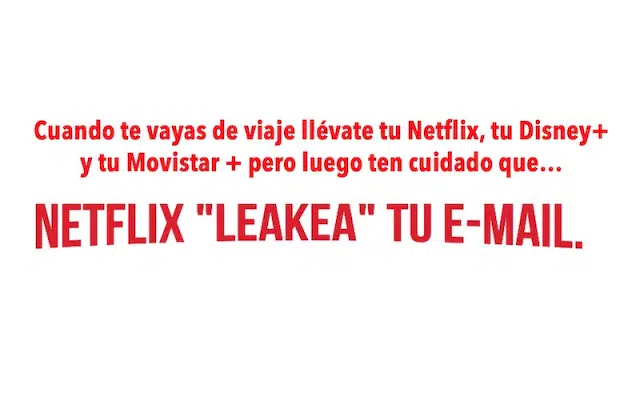 Cuando te vayas de viaje llévate tu Netflix, tu Disney+
y tu Movistar + pero luego ten cuidado que...
NETFLIX "LEAKEA" TU E-MAIL.